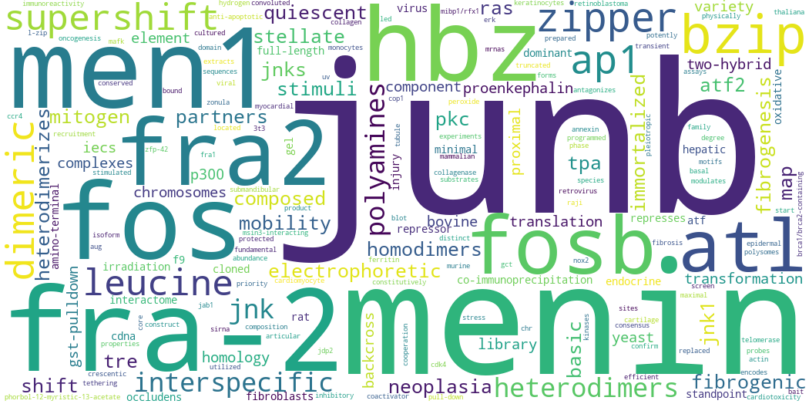 supershift
men1
hbz
junb
zipper
bzip
ap1
quiescent
ras
variety
element
stellate
full-length
jnks
stimuli
component
proenkephalin
dominant
two-hybrid
atf2
mitogen
partners
dimeric
fra2
fos
iecs
p300
gel
complexes
heterodimerizes
amino-terminal
chromosomes
composed
mobility
polyamines
injury
pkc
minimal
tpa
bovine
translation
repressor
homodimers
proximal
immortalized
hepatic
fibrogenesis
map
oxidative
represses
atf
fosb
atl
leucine
electrophoretic
co-immunoprecipitation
endocrine
transformation
fra-2
menin
irradiation
f9
cloned
interactome
gst-pulldown
cdna
jnk
rat
homology
tre
shift
interspecific
occludens
fibroblasts
backcross
neoplasia
library
heterodimers
basic
yeast
jnk1
fibrogenic
standpoint
phorbol-12-myristic-13-acetate
inhibitory
coactivator
pull-down
cdk4
efficient
encodes
cardiotoxicity
bait
immunoreactivity
hydrogen
convoluted
anti-apoptotic
collagen
oncogenesis
mafk
cultured
l-zip
domain
extracts
sequences
viral
monocytes
conserved
bound
zonula
uv
myocardial
ccr4
recruitment
located
3t3
zfp-42
fra1
stimulated
submandibular
isoform
product
aug
protected
msin3-interacting
fundamental
abundance
virus
led
erk
mibp1/rfx1
keratinocytes
retinoblastoma
thaliana
physically
prepared
potently
mrnas
transient
truncated
forms
antagonizes
assays
cop1
peroxide
tubule
experiments
mammalian
collagenase
substrates
annexin
programmed
phase
species
retrovirus
raji
pleiotropic
family
degree
motifs
basal
modulates
start
brca1/brca2-containing
blot
distinct
ferritin
murine
gct
nox2
fibrosis
epidermal
polysomes
jab1
priority
cardiomyocyte
constitutively
core
construct
composition
sirna
articular
properties
jdp2
utilized
crescentic
tethering
stress
chr
cooperation
screen
maximal
sites
cartilage
consensus
kinases
confirm
replaced
telomerase
probes
actin